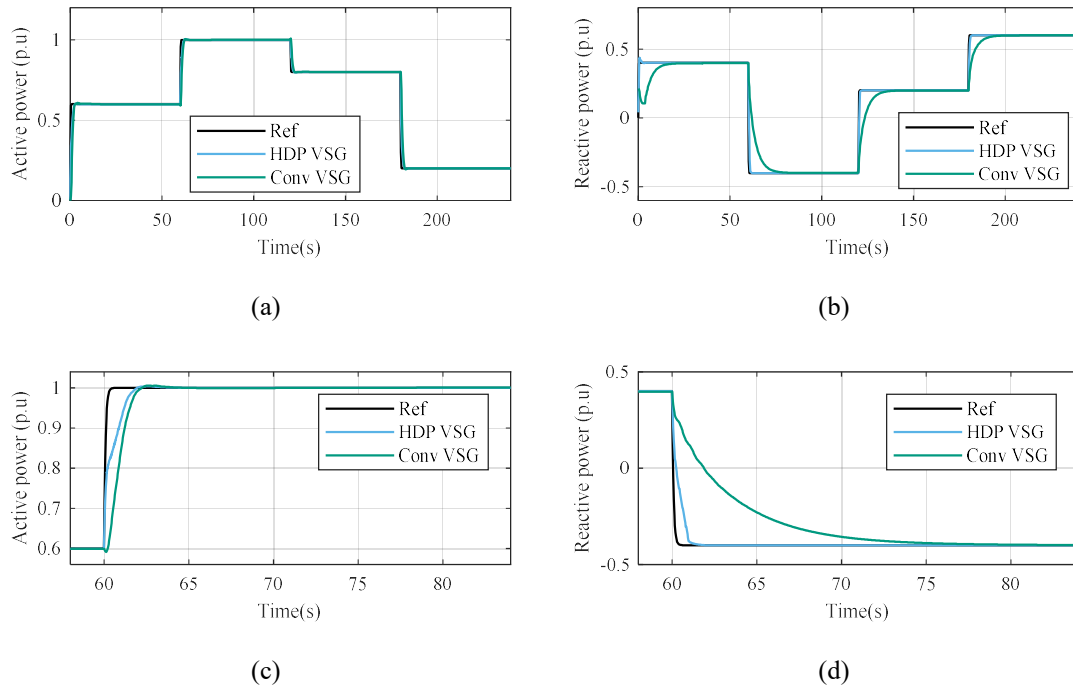 Active power (p.u)
1
0.5
0
Ref
HDP VSG
Conv VSG
0 50 100 150 200
Time(s)
(a)
Reactive power (p.u)
0.5
0
-0.5
Ref
HDP VSG
Conv VSG
0 50 100 150 200
Time(s)
(b)
Active power (p.u)
1
0.9
0.8
0.7
0.6
Ref
HDP VSG
Conv VSG
60 65 70 75 80
Time(s)
(c)
Reactive power (p.u)
0
-0.5
Ref
HDP VSG
Conv VSG
60 65 70 75 80
Time(s)
(d)